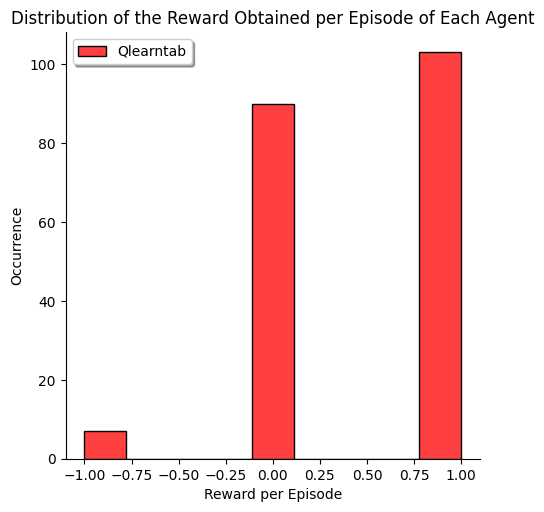 Distribution of the Reward Obtained per Episode of Each Agent
Qlearntab
Occurrence
100
80
60
40
20
0
−1.00 −0.75 −0.50 −0.25 0.00 0.25 0.50 0.75 1.00
Reward per Episode